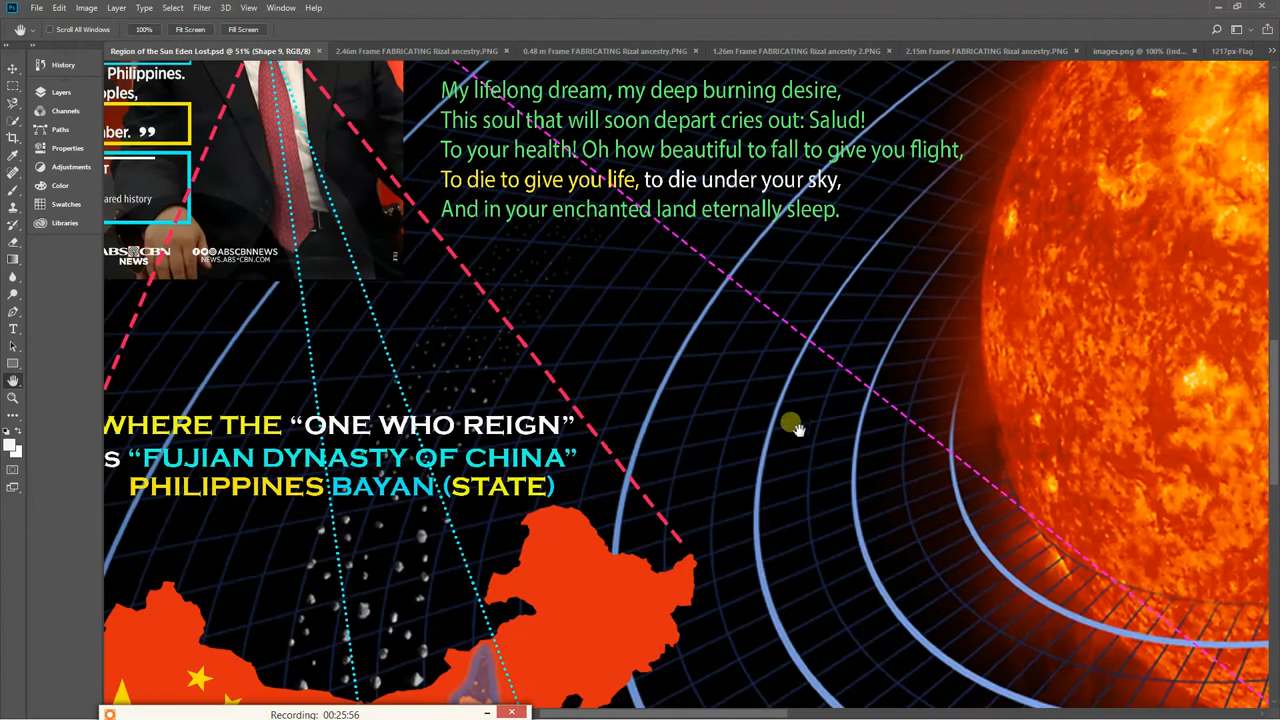 Ps File Edit Image Layer Type Select Filter 3D View Window Help
Scroll All Windows 100% Fit Screen Fill Screen
Region of the Sun Eden Lost.psd @ 51% (Shape 9, RGB/8) × 2.46m Frame FABRICATING Rizal ancestry.PNG × 0.48 m Frame FABRICATING Rizal ancestry.PNG × 1.26m Frame FABRICATING Rizal ancestry 2.PNG × 2.15m Frame FABRICATING Rizal ancestry.PNG × images.png @ 100% (Ind... × 1217px-Flag
History
Layers
Channels
Paths
Properties
Adjustments
Color
Swatches
Libraries
Philippines.
ples,
ber. ”
T
ared history
ABS CBN
NEWS
ABSCBNNEWS
NEWS.ABS-CBN.COM
My lifelong dream, my deep burning desire,
This soul that will soon depart cries out: Salud!
To your health! Oh how beautiful to fall to give you flight,
To die to give you life, to die under your sky,
And in your enchanted land eternally sleep.
WHERE THE “ONE WHO REIGN”
s “FUJIAN DYNASTY OF CHINA”
PHILIPPINES BAYAN (STATE)
Recording: 00:25:56